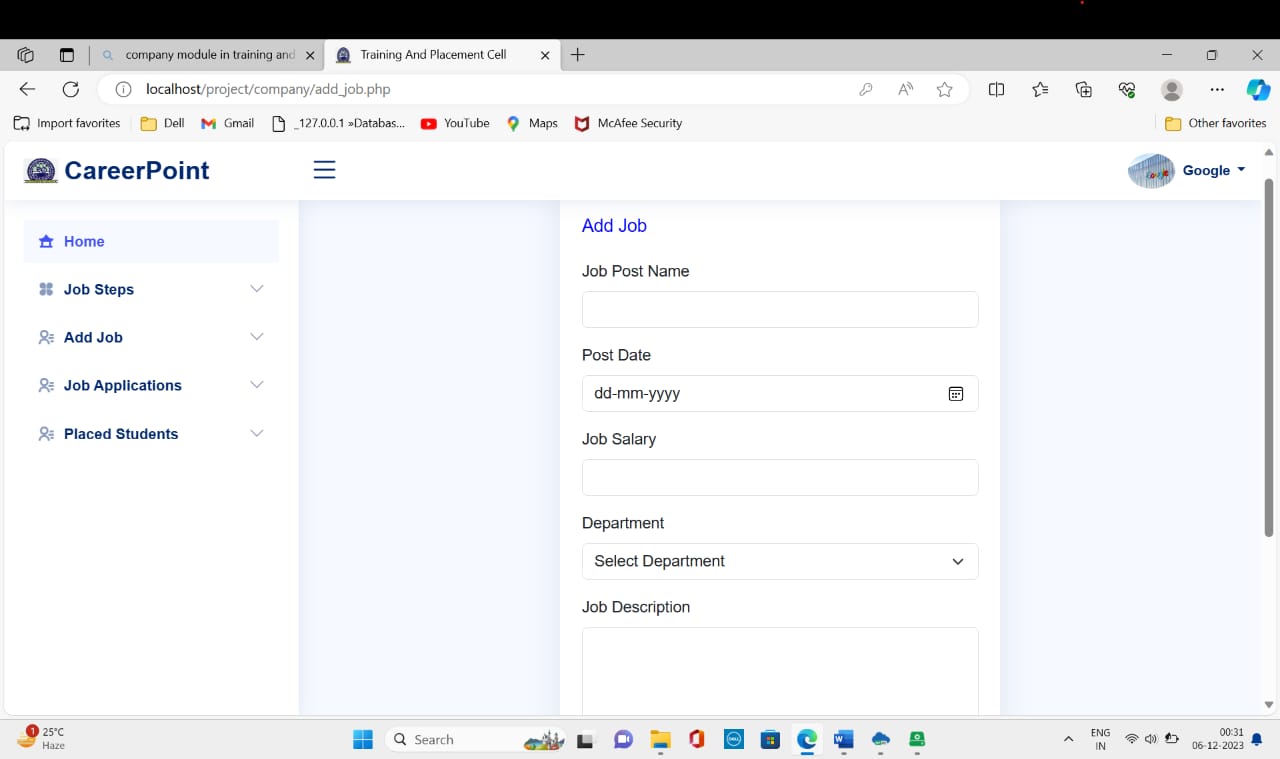 company module in training and
Training And Placement Cell
localhost/project/company/add_job.php
Import favorites
Dell
Gmail
_127.0.0.1 »Databas...
YouTube
Maps
McAfee Security
Other favorites
CareerPoint
Google
Home
Job Steps
Add Job
Job Applications
Placed Students
Add Job
Job Post Name
Post Date
dd-mm-yyyy
Job Salary
Department
Select Department
Job Description
1
25°C
Haze
Search
ENG
IN
00:31
06-12-2023